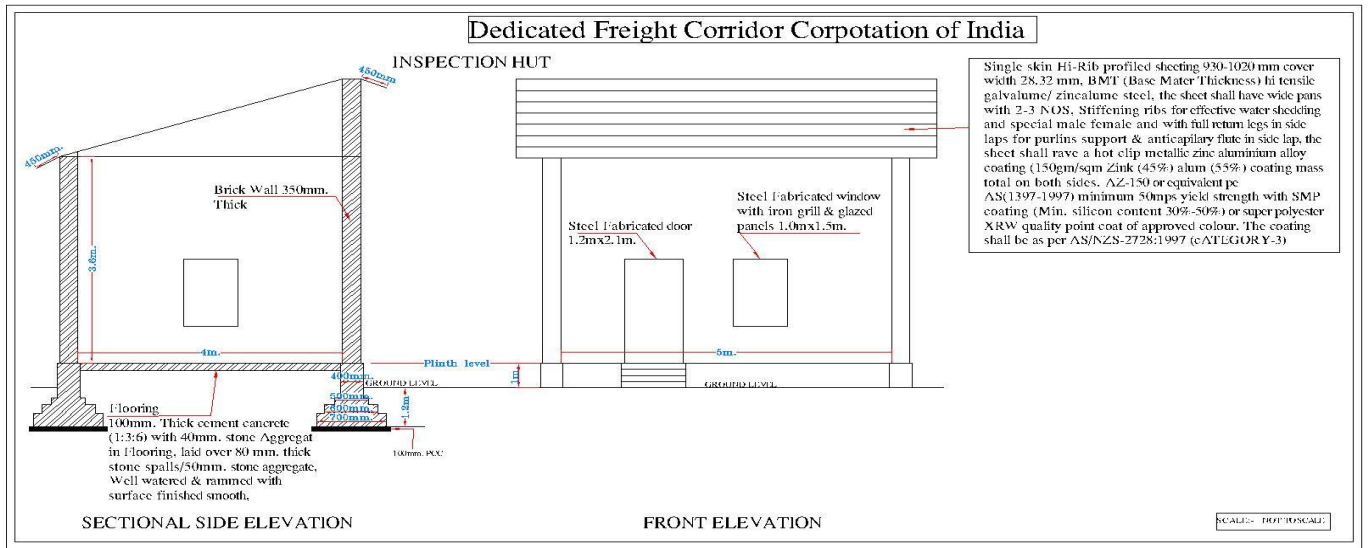 Dedicated Freight Corridor Corpotation of India
INSPECTION HUT
450mm
450mm.
Brick Wall 350mm.
Thick
3.6m.
4m.
Plinth level
400mm.
GROUND LEVEL
500mm.
600mm.
700mm.
1.2m
100mm. PCC
Flooring
100mm. Thick cement cancrete
(1:3:6) with 40mm. stone Aggregat
in Flooring, laid over 80 mm. thick
stone spalls/50mm. stone aggregate,
Well watered & rammed with
surface finished smooth,
SECTIONAL SIDE ELEVATION
Steel Fabricated door
1.2mx2.1m.
Steel Fabricated window
with iron grill & glazed
panels 1.0mx1.5m.
5m.
1m
GROUND LEVEL
FRONT ELEVATION
Single skin Hi-Rib profiled sheeting 930-1020 mm cover
width 28.32 mm, BMT (Base Mater Thickness) hi tensile
galvalume/ zincalume steel, the sheet shall have wide pans
with 2-3 NOS, Stiffening ribs for effective water shedding
and special male female and with full return legs in side
laps for purlins support & anticapilary flute in side lap, the
sheet shall rave a hot clip metallic zinc aluminium alloy
coating (150gm/sqm Zink (45%) alum (55%) coating mass
total on both sides. AZ-150 or equivalent pe
AS(1397-1997) minimum 50mps yield strength with SMP
coating (Min. silicon content 30%-50%) or super polyester
XRW quality point coat of approved colour. The coating
shall be as per AS/NZS-2728:1997 (cATEGORY-3)
SCALE:- NOT TO SCALE